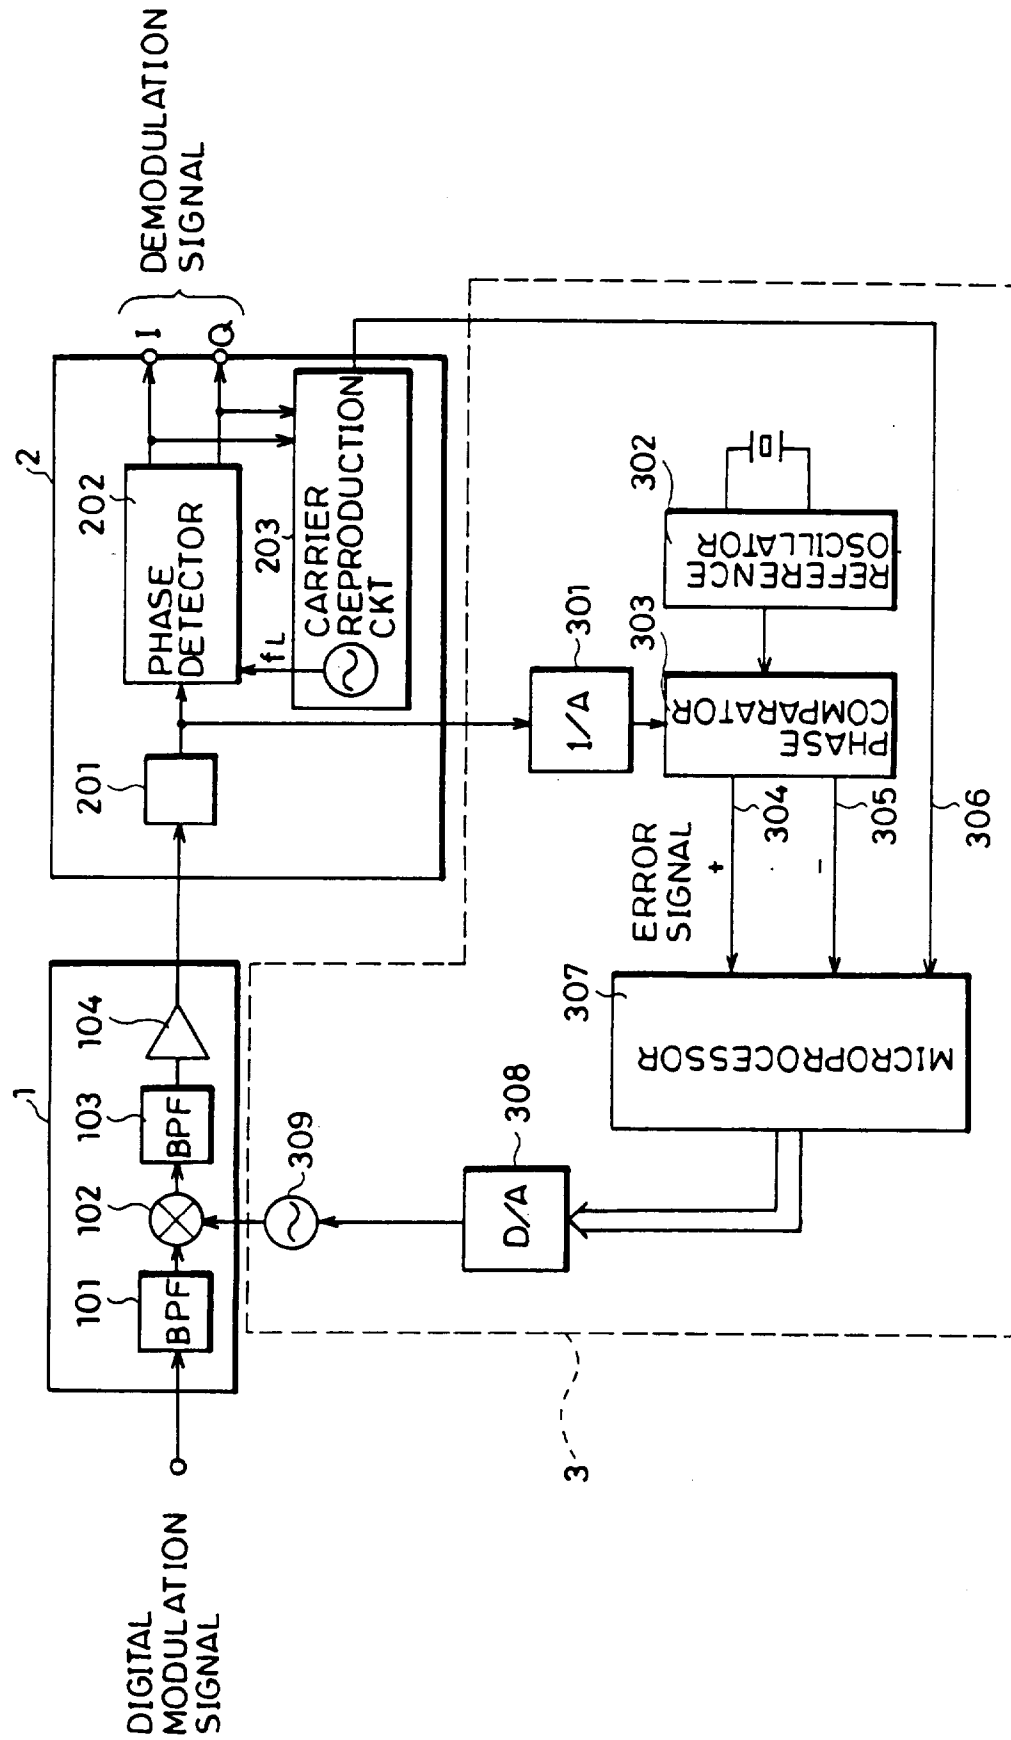 DIGITAL
MODULATION
SIGNAL
1
101
BPF
102
103
BPF
104
309
2
201
202
PHASE
DETECTOR
fL
203
CARRIER
REPRODUCTION
CKT
I
Q
DEMODULATION
SIGNAL
3
308
D/A
307
MICROPROCESSOR
ERROR
SIGNAL
+
304
-
305
306
301
1/A
303
PHASE
COMPARATOR
302
REFERENCE
OSCILLATOR